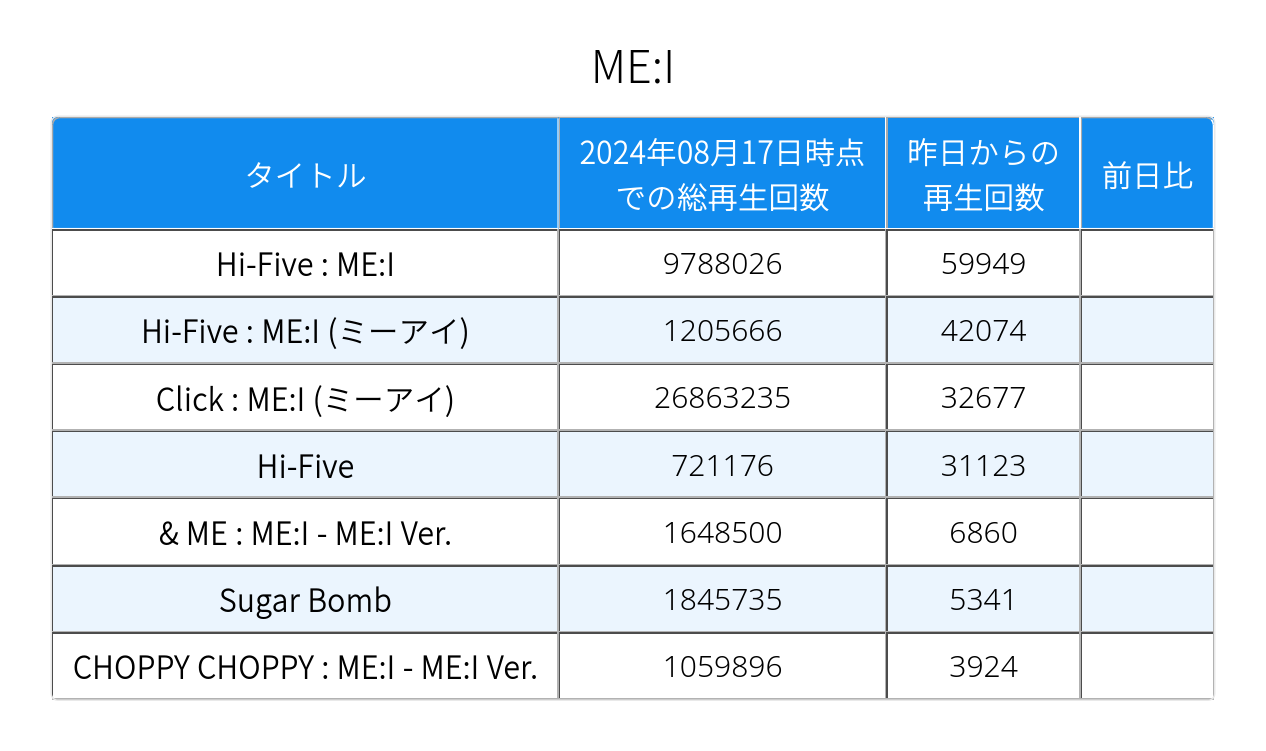 ME:I
タイトル
2024年08月17日時点
での総再生回数
昨日からの
再生回数
前日比
Hi-Five : ME:I 9788026 59949
Hi-Five : ME:I (ミーアイ) 1205666 42074
Click : ME:I (ミーアイ) 26863235 32677
Hi-Five 721176 31123
& ME : ME:I - ME:I Ver. 1648500 6860
Sugar Bomb 1845735 5341
CHOPPY CHOPPY : ME:I - ME:I Ver. 1059896 3924